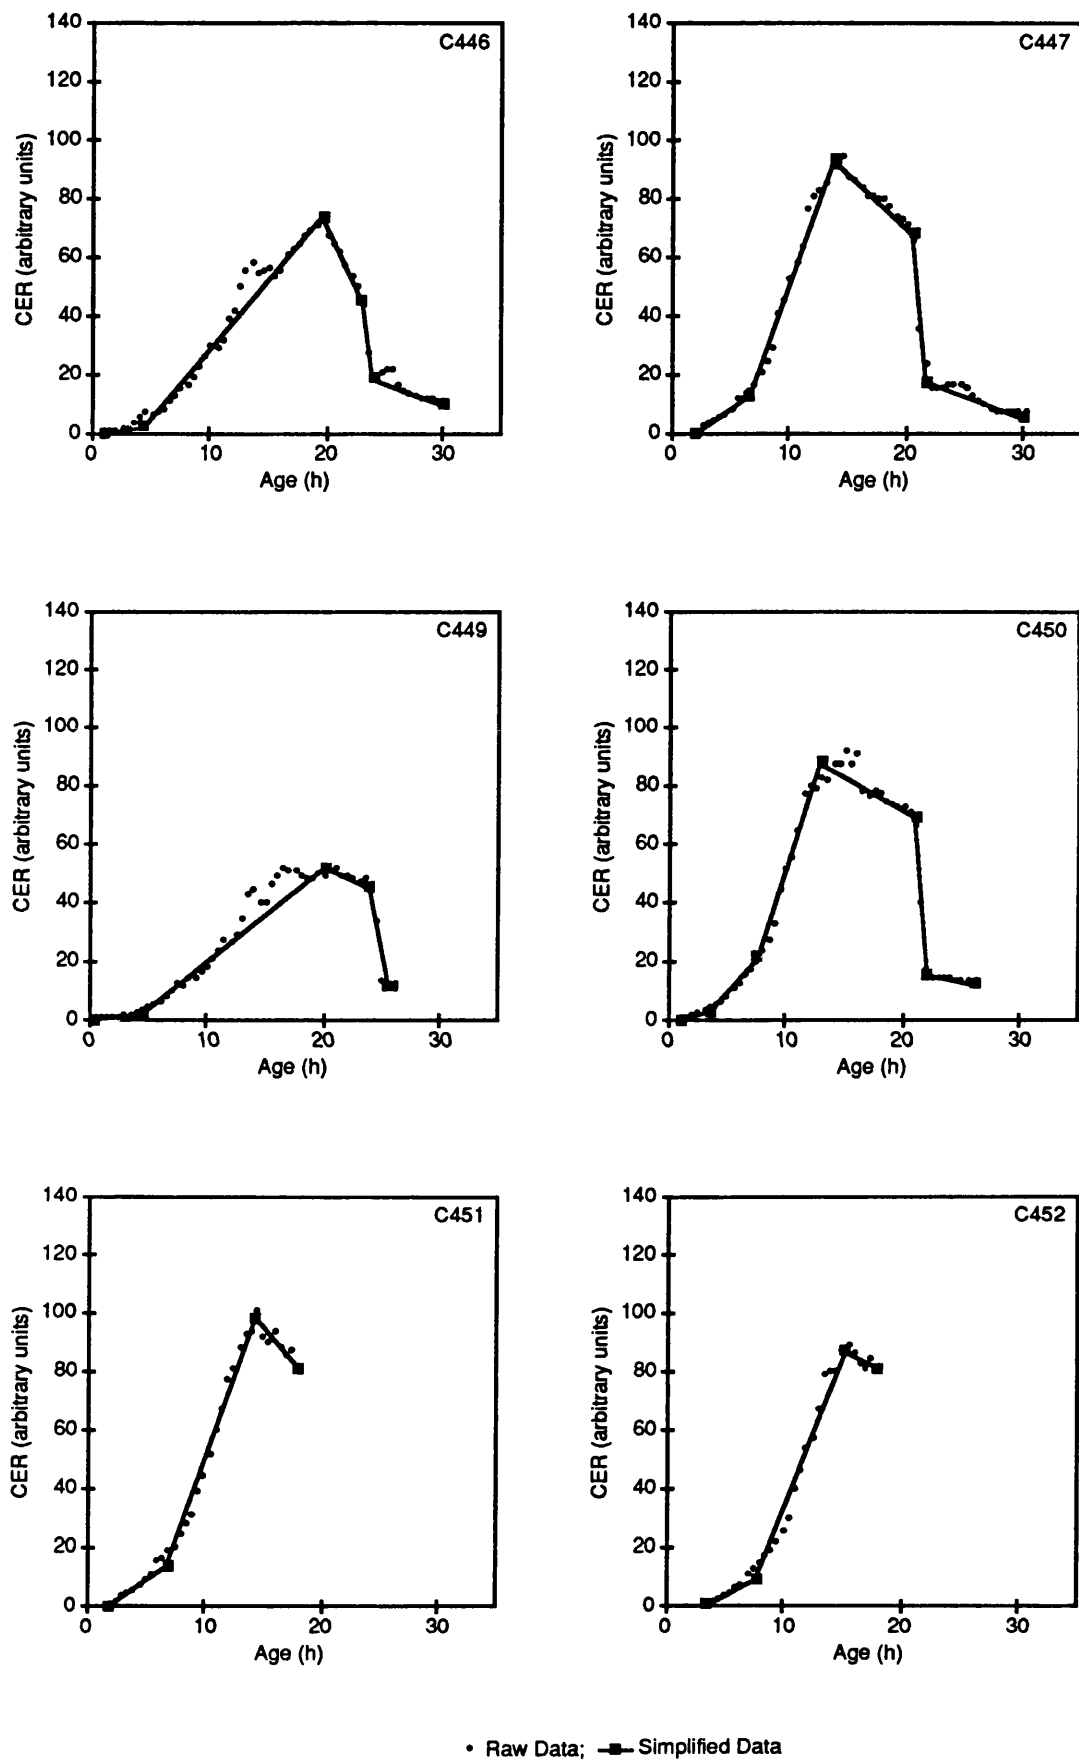 C446
140
120
100
80
60
40
20
0
CER (arbitrary units)
0 10 20 30
Age (h)
C447
140
120
100
80
60
40
20
0
CER (arbitrary units)
0 10 20 30
Age (h)
C449
140
120
100
80
60
40
20
0
CER (arbitrary units)
0 10 20 30
Age (h)
C450
140
120
100
80
60
40
20
0
CER (arbitrary units)
0 10 20 30
Age (h)
C451
140
120
100
80
60
40
20
0
CER (arbitrary units)
0 10 20 30
Age (h)
C452
140
120
100
80
60
40
20
0
CER (arbitrary units)
0 10 20 30
Age (h)
• Raw Data; Simplified Data